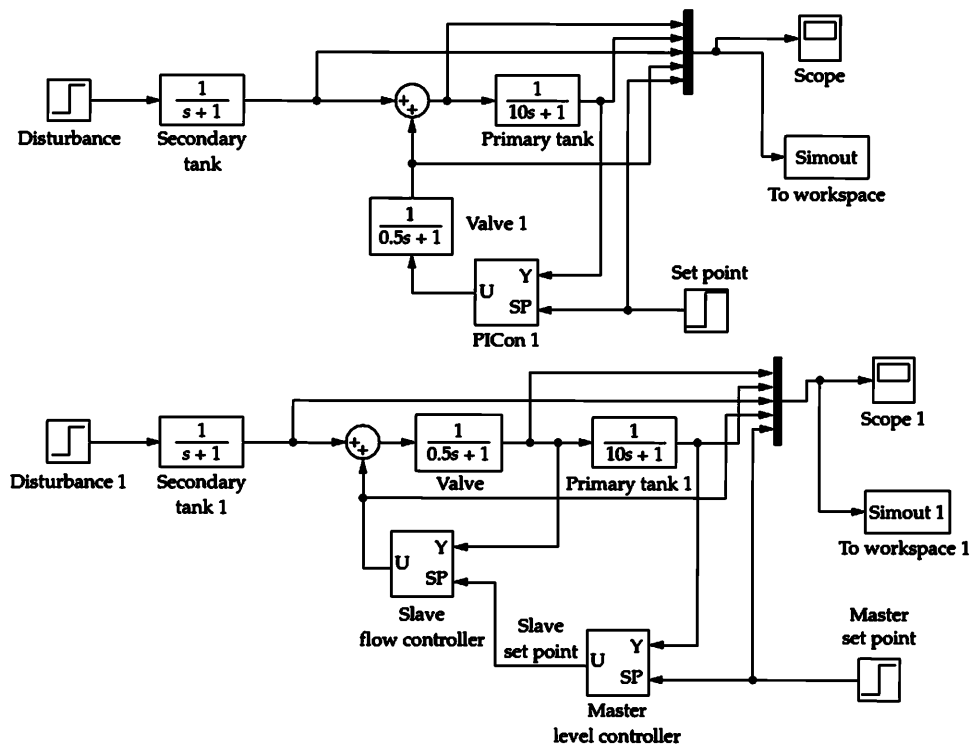 Scope
1
s + 1
1
10s + 1
Disturbance
Secondary
tank
Primary tank
Simout
To workspace
1
0.5s + 1
Valve 1
Set point
Y
U
SP
PICon 1
Scope 1
1
s + 1
1
0.5s + 1
1
10s + 1
Disturbance 1
Secondary
tank 1
Valve
Primary tank 1
Simout 1
To workspace 1
Y
U
SP
Slave
flow controller
Slave
set point
Master
set point
Y
U
SP
Master
level controller